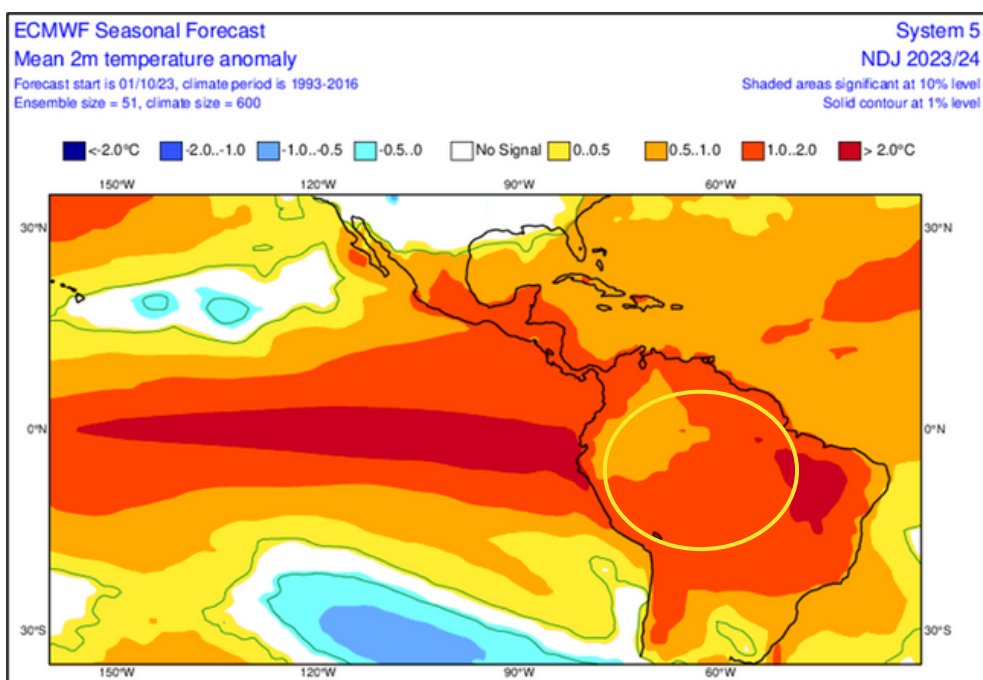 ECMWF Seasonal Forecast System 5
Mean 2m temperature anomaly NDJ 2023/24
Forecast start is 01/10/23, climate period is 1993-2016 Shaded areas significant at 10% level
Ensemble size = 51, climate size = 600 Solid contour at 1% level
<-2.0°C -2.0..-1.0 -1.0..-0.5 -0.5..0 No Signal 0..0.5 0.5..1.0 1.0..2.0 > 2.0°C
150°W 120°W 90°W 60°W
30°N 30°N
0°N 0°N
30°S 30°S
150°W 120°W 90°W 60°W